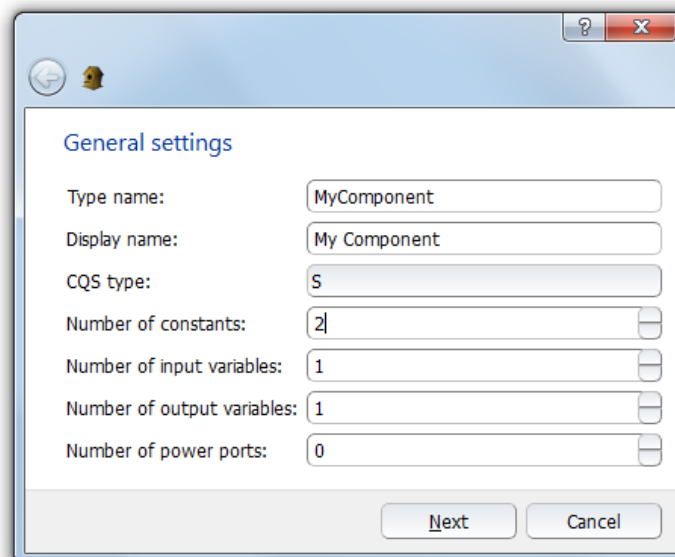 General settings
Type name: MyComponent
Display name: My Component
CQS type: S
Number of constants: 2
Number of input variables: 1
Number of output variables: 1
Number of power ports: 0
Next Cancel